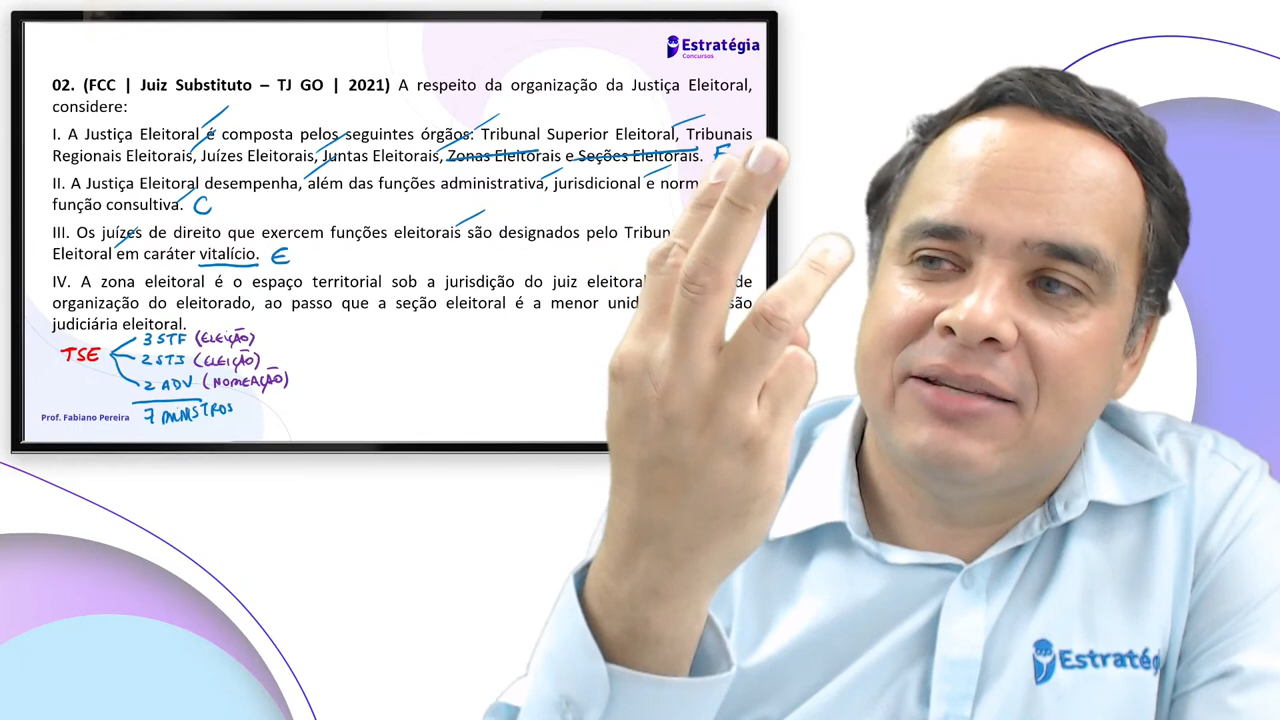 Estratégia
Concursos
02. (FCC | Juiz Substituto – TJ GO | 2021) A respeito da organização da Justiça Eleitoral,
considere:
I. A Justiça Eleitoral é composta pelos seguintes órgãos: Tribunal Superior Eleitoral, Tribunais
Regionais Eleitorais, Juízes Eleitorais, Juntas Eleitorais, Zonas Eleitorais e Seções Eleitorais.
II. A Justiça Eleitoral desempenha, além das funções administrativa, jurisdicional e norm
função consultiva. C
III. Os juízes de direito que exercem funções eleitorais são designados pelo Tribun
Eleitoral em caráter vitalício. E
IV. A zona eleitoral é o espaço territorial sob a jurisdição do juiz eleitoral de
organização do eleitorado, ao passo que a seção eleitoral é a menor unid são
judiciária eleitoral.
TSE
3 STF (ELEIÇÃO)
2 STJ (ELEIÇÃO)
2 ADV (NOMEAÇÃO)
7 MINISTROS
Prof. Fabiano Pereira
Estratég